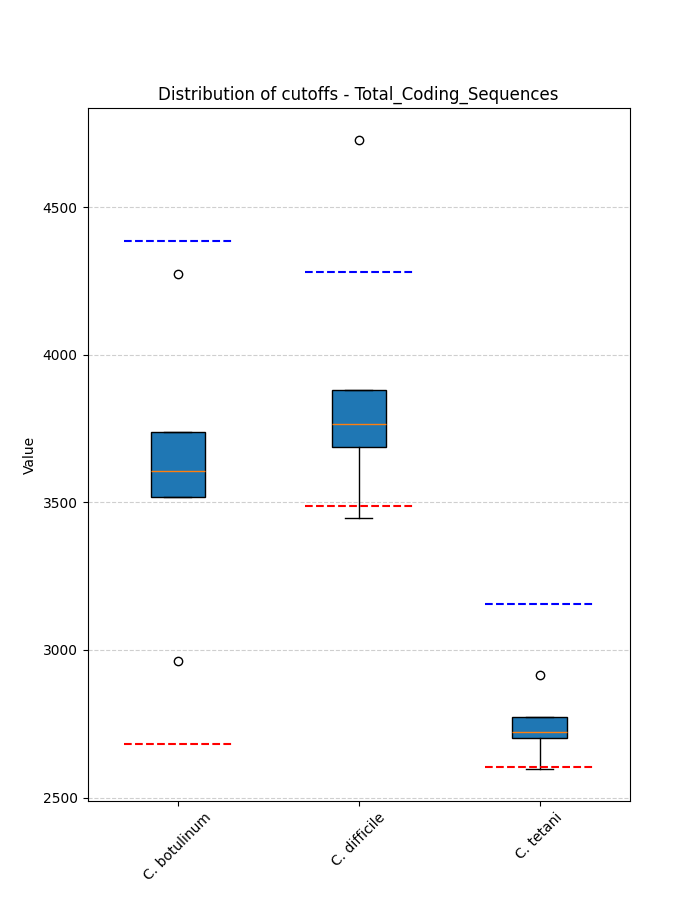 Distribution of cutoffs - Total_Coding_Sequences
Value
4500
4000
3500
3000
2500
C. botulinum
C. difficile
C. tetani